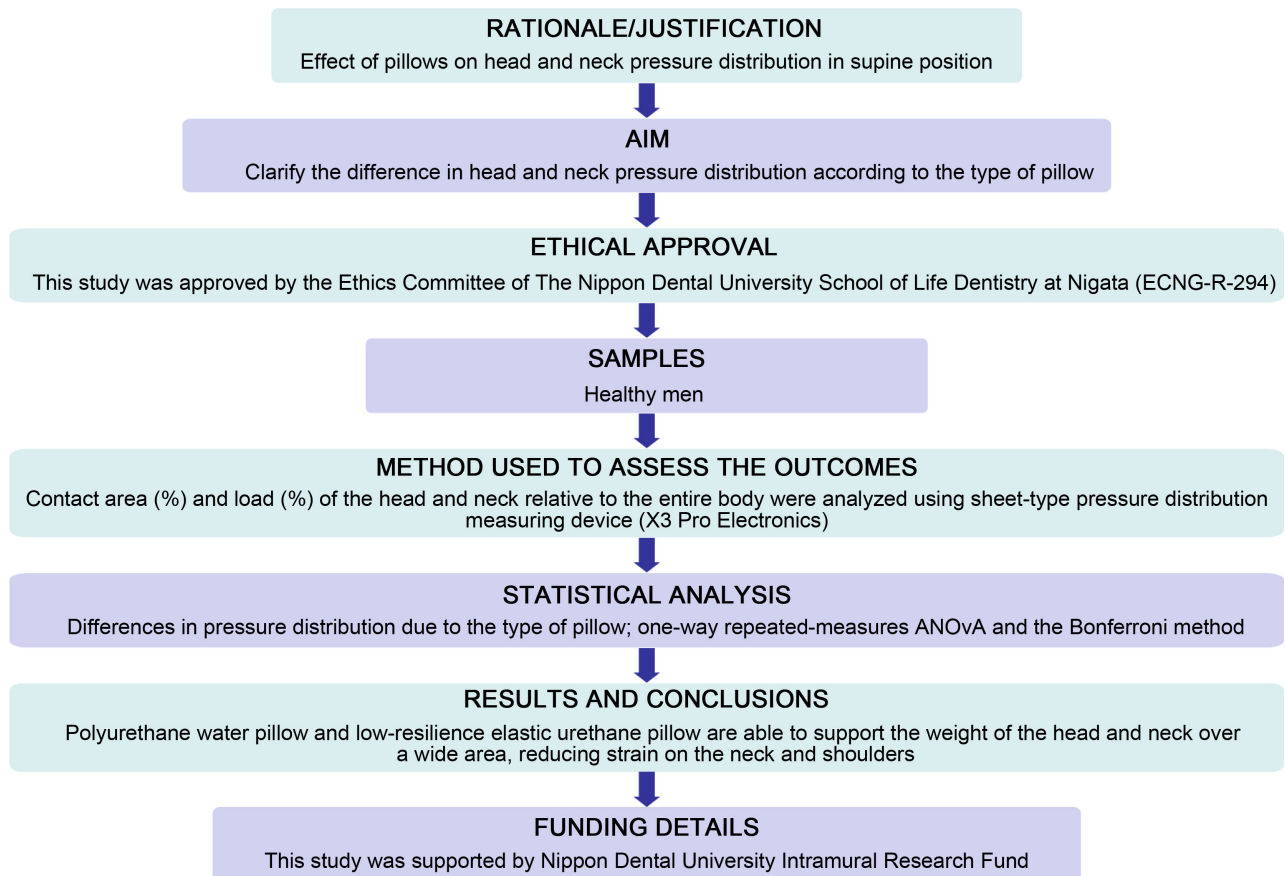 RATIONALE/JUSTIFICATION
Effect of pillows on head and neck pressure distribution in supine position
AIM
Clarify the difference in head and neck pressure distribution according to the type of pillow
ETHICAL APPROVAL
This study was approved by the Ethics Committee of The Nippon Dental University School of Life Dentistry at Nigata (ECNG-R-294)
SAMPLES
Healthy men
METHOD USED TO ASSESS THE OUTCOMES
Contact area (%) and load (%) of the head and neck relative to the entire body were analyzed using sheet-type pressure distribution
measuring device (X3 Pro Electronics)
STATISTICAL ANALYSIS
Differences in pressure distribution due to the type of pillow; one-way repeated-measures ANOvA and the Bonferroni method
RESULTS AND CONCLUSIONS
Polyurethane water pillow and low-resilience elastic urethane pillow are able to support the weight of the head and neck over
a wide area, reducing strain on the neck and shoulders
FUNDING DETAILS
This study was supported by Nippon Dental University Intramural Research Fund